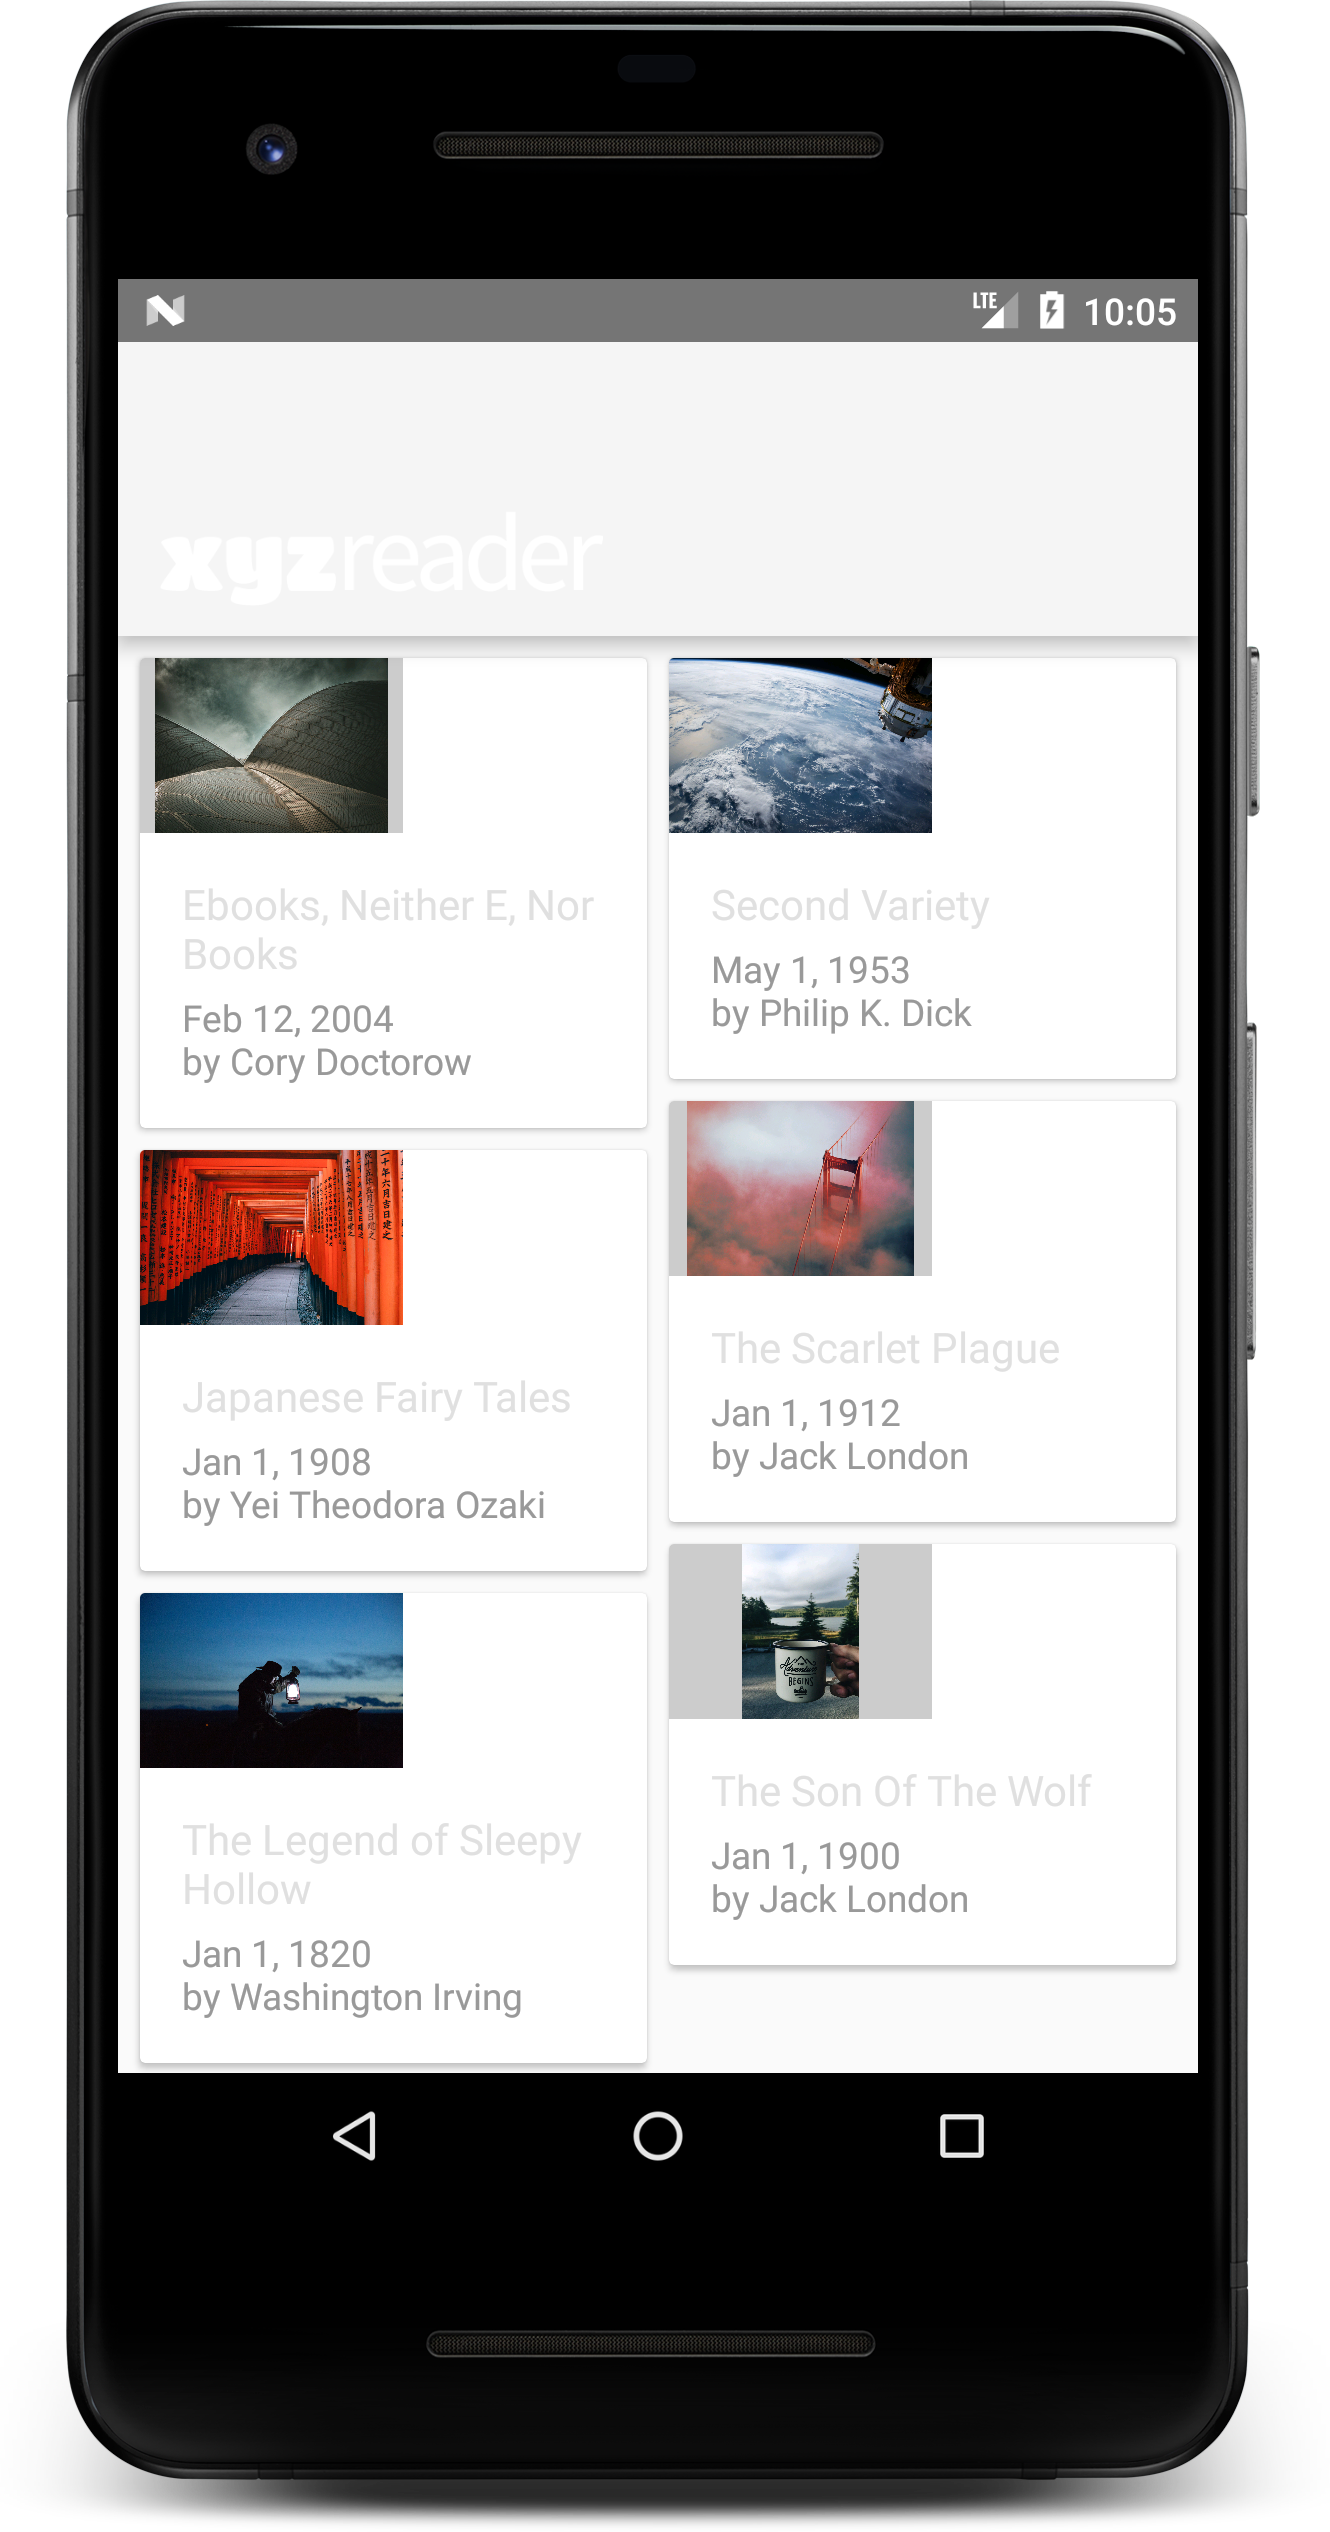 LTE
10:05
xyzreader
Ebooks, Neither E, Nor
Books
Feb 12, 2004
by Cory Doctorow
Second Variety
May 1, 1953
by Philip K. Dick
Japanese Fairy Tales
Jan 1, 1908
by Yei Theodora Ozaki
The Scarlet Plague
Jan 1, 1912
by Jack London
The Legend of Sleepy
Hollow
Jan 1, 1820
by Washington Irving
Adventure
BEGINS
The Son Of The Wolf
Jan 1, 1900
by Jack London